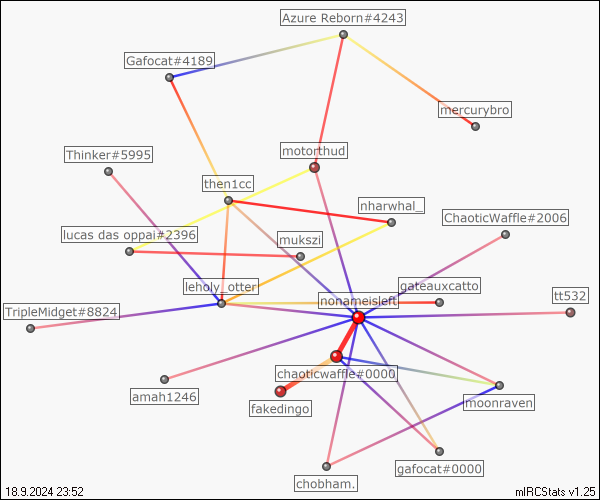 Azure Reborn#4243
Gafocat#4189
mercurybro
motorthud
Thinker#5995
then1cc
nharwhal_
ChaoticWaffle#2006
lucas das oppai#2396
mukszi
leholy_otter
gateauxcatto
nonameisleft
tt532
TripleMidget#8824
chaoticwaffle#0000
amah1246
moonraven
fakedingo
gafocat#0000
chobham.
18.9.2024 23:52
mIRCStats v1.25